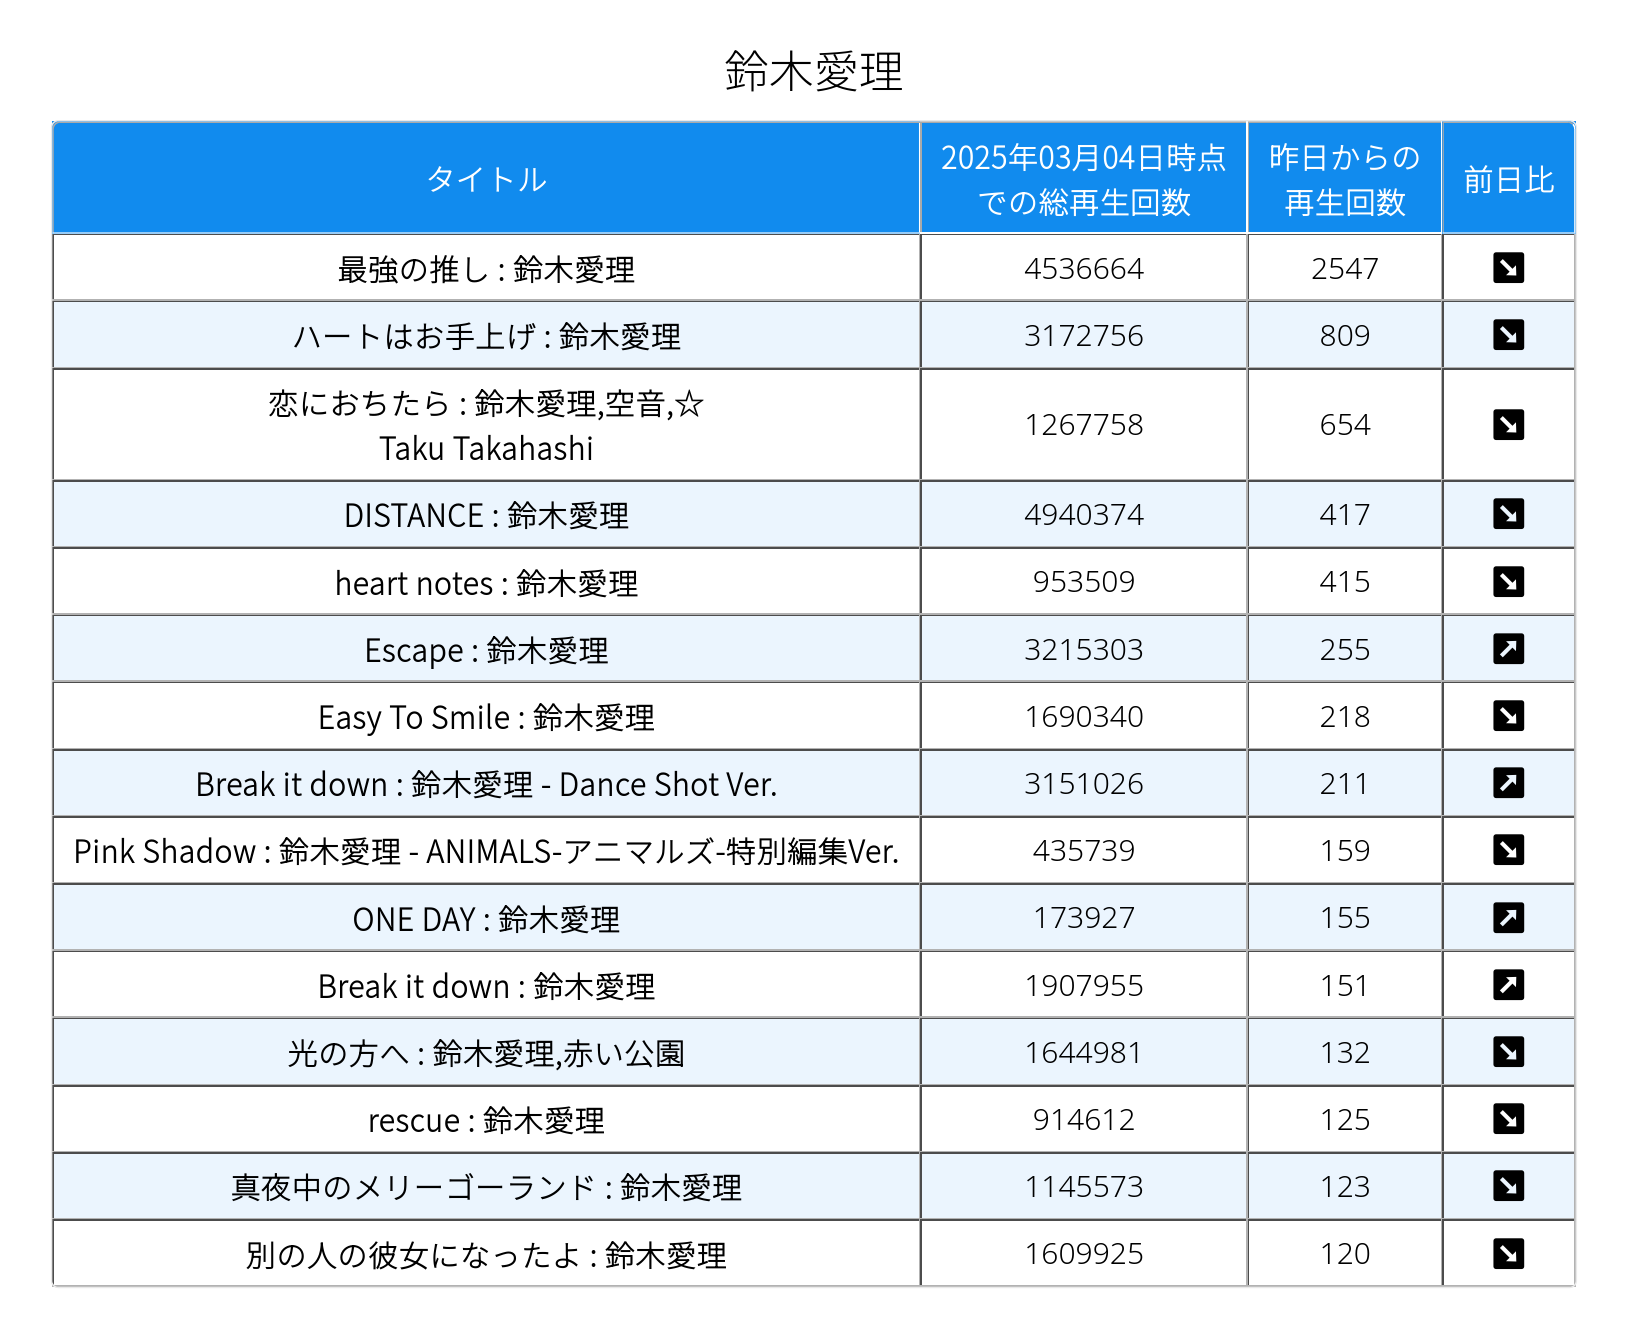 鈴木愛理
タイトル
2025年03月04日時点
での総再生回数
昨日からの
再生回数
前日比
最強の推し : 鈴木愛理 4536664 2547 ↘
ハートはお手上げ : 鈴木愛理 3172756 809 ↘
恋におちたら : 鈴木愛理,空音,☆
Taku Takahashi 1267758 654 ↘
DISTANCE : 鈴木愛理 4940374 417 ↘
heart notes : 鈴木愛理 953509 415 ↘
Escape : 鈴木愛理 3215303 255 ↗
Easy To Smile : 鈴木愛理 1690340 218 ↘
Break it down : 鈴木愛理 - Dance Shot Ver. 3151026 211 ↗
Pink Shadow : 鈴木愛理 - ANIMALS-アニマルズ-特別編集Ver. 435739 159 ↘
ONE DAY : 鈴木愛理 173927 155 ↗
Break it down : 鈴木愛理 1907955 151 ↗
光の方へ : 鈴木愛理,赤い公園 1644981 132 ↘
rescue : 鈴木愛理 914612 125 ↘
真夜中のメリーゴーランド : 鈴木愛理 1145573 123 ↘
別の人の彼女になったよ : 鈴木愛理 1609925 120 ↘